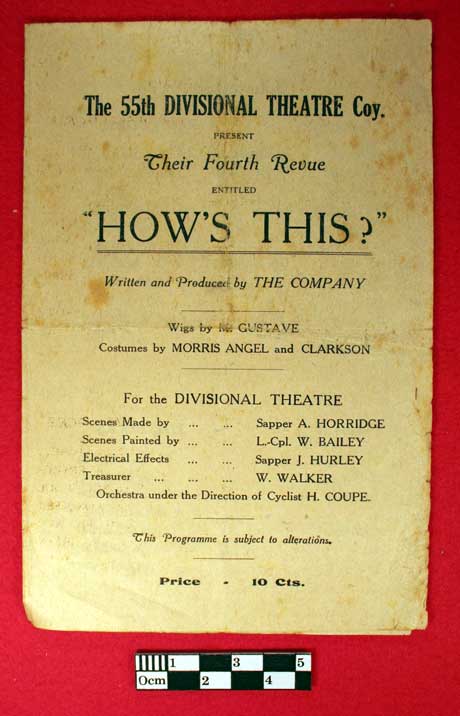 The 55th DIVISIONAL THEATRE Coy.
PRESENT
Their Fourth Revue
ENTITLED
"HOW'S THIS?"
Written and Produced by THE COMPANY
Wigs by M. GUSTAVE
Costumes by MORRIS ANGEL and CLARKSON
For the DIVISIONAL THEATRE
Scenes Made by ... ... Sapper A. HORRIDGE
Scenes Painted by ... ... L.-Cpl. W. BAILEY
Electrical Effects ... ... Sapper J. HURLEY
Treasurer ... ... ... W. WALKER
Orchestra under the Direction of Cyclist H. COUPE.
This Programme is subject to alterations.
Price - 10 Cts.
1 3 5
0cm 2 4